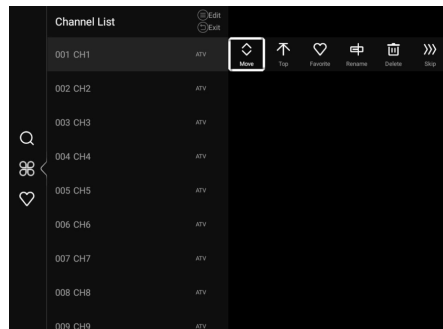 Channel List
Edit
Exit
001 CH1 ATV
Move Top Favorite Rename Delete Skip
002 CH2 ATV
003 CH3 ATV
004 CH4 ATV
005 CH5 ATV
006 CH6 ATV
007 CH7 ATV
008 CH8 ATV
009 CH9 ATV